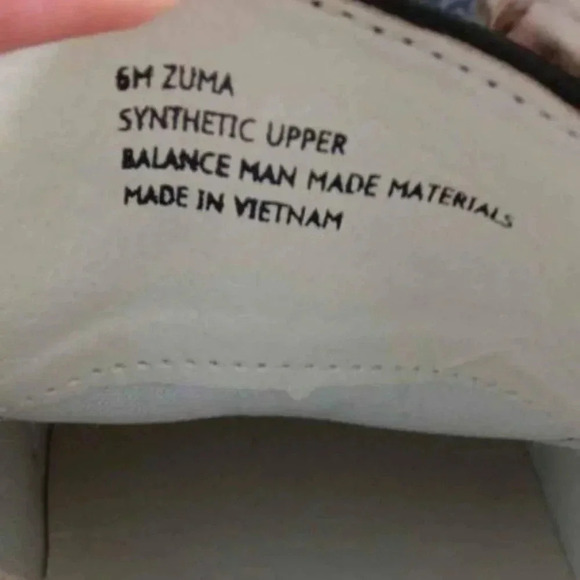 6M ZUMA
SYNTHETIC UPPER
BALANCE MAN MADE MATERIALS
MADE IN VIETNAM